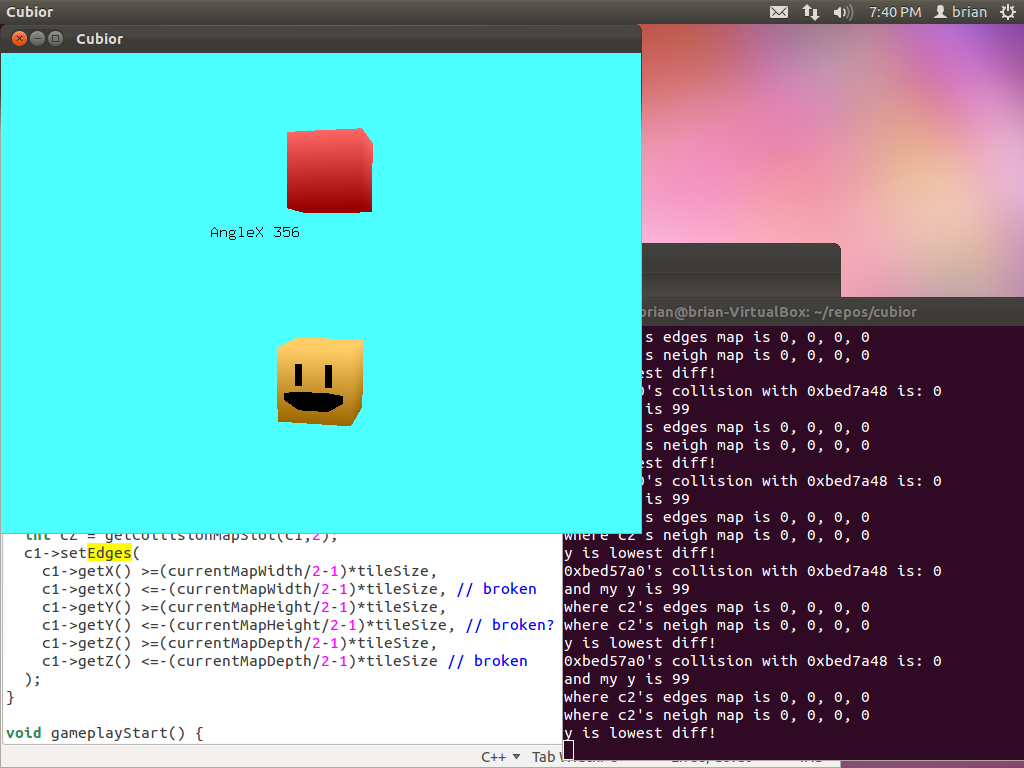 Cubior
7:40 PM
brian
Cubior
AngleX 356
brian@brian-VirtualBox: ~/repos/cubior
's edges map is 0, 0, 0, 0
s neigh map is 0, 0, 0, 0
est diff!
0's collision with 0xbed7a48 is: 0
is 99
s edges map is 0, 0, 0, 0
s neigh map is 0, 0, 0, 0
est diff!
0's collision with 0xbed7a48 is: 0
is 99
s edges map is 0, 0, 0, 0
where c2's neigh map is 0, 0, 0, 0
y is lowest diff!
0xbed57a0's collision with 0xbed7a48 is: 0
and my y is 99
where c2's edges map is 0, 0, 0, 0
where c2's neigh map is 0, 0, 0, 0
y is lowest diff!
0xbed57a0's collision with 0xbed7a48 is: 0
and my y is 99
where c2's edges map is 0, 0, 0, 0
where c2's neigh map is 0, 0, 0, 0
y is lowest diff!
int cZ = getCollisionMapSlot(c1,2);
c1->setEdges(
c1->getX() >=(currentMapWidth/2-1)*tileSize,
c1->getX() <=-(currentMapWidth/2-1)*tileSize, // broken
c1->getY() >=(currentMapHeight/2-1)*tileSize,
c1->getY() <=-(currentMapHeight/2-1)*tileSize, // broken?
c1->getZ() >=(currentMapDepth/2-1)*tileSize,
c1->getZ() <=-(currentMapDepth/2-1)*tileSize // broken
);
}
void gameplayStart() {
C++ Tab